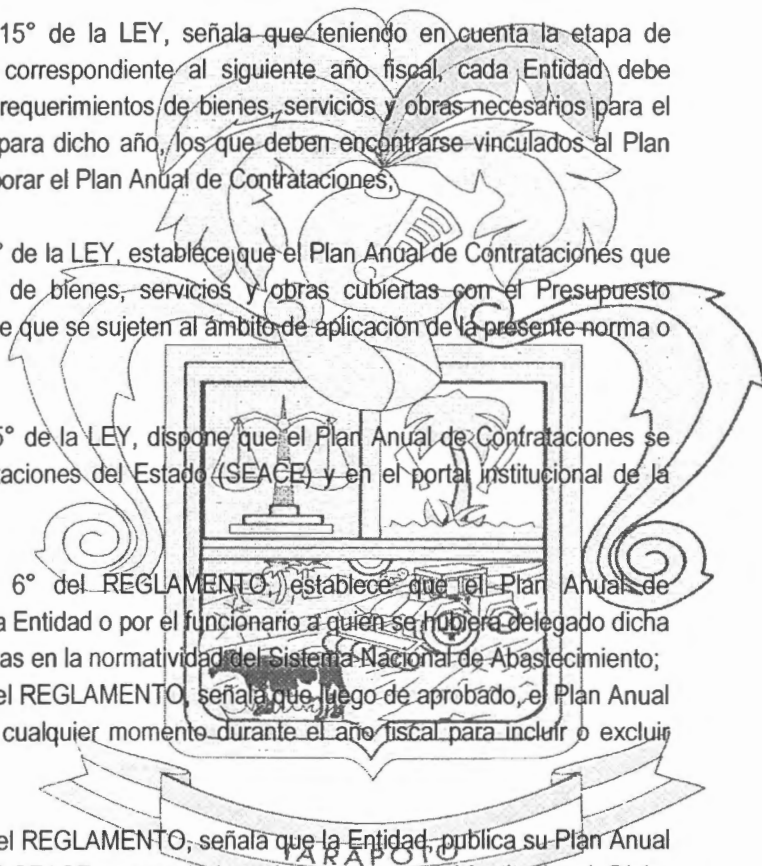 15° de la LEY, señala que teniendo en cuenta la etapa de
correspondiente al siguiente año fiscal, cada Entidad debe
requerimientos de bienes, servicios y obras necesarios para el
para dicho año, los que deben encontrarse vinculados al Plan
borar el Plan Anual de Contrataciones;
° de la LEY, establece que el Plan Anual de Contrataciones que
de bienes, servicios y obras cubiertas con el Presupuesto
e que se sujeten al ámbito de aplicación de la presente norma o
5° de la LEY, dispone que el Plan Anual de Contrataciones se
taciones del Estado (SEACE) y en el portal institucional de la
6° del REGLAMENTO, establece que el Plan Anual de
a Entidad o por el funcionario a quien se hubiera delegado dicha
as en la normatividad del Sistema Nacional de Abastecimiento;
el REGLAMENTO, señala que luego de aprobado, el Plan Anual
cualquier momento durante el año fiscal para incluir o excluir
el REGLAMENTO, señala que la Entidad, publica su Plan Anual
TARAPOTO